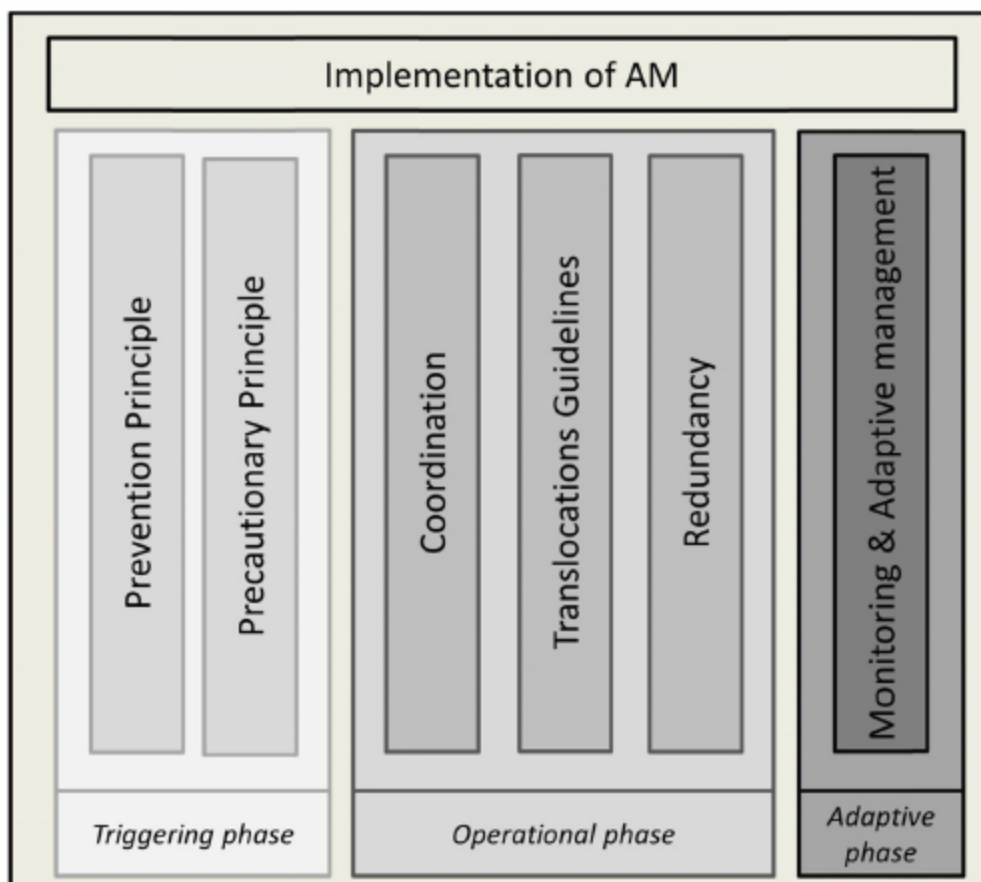 Implementation of AM
Prevention Principle
Precautionary Principle
Coordination
Translocations Guidelines
Redundancy
Monitoring & Adaptive management
Triggering phase
Operational phase
Adaptive
phase